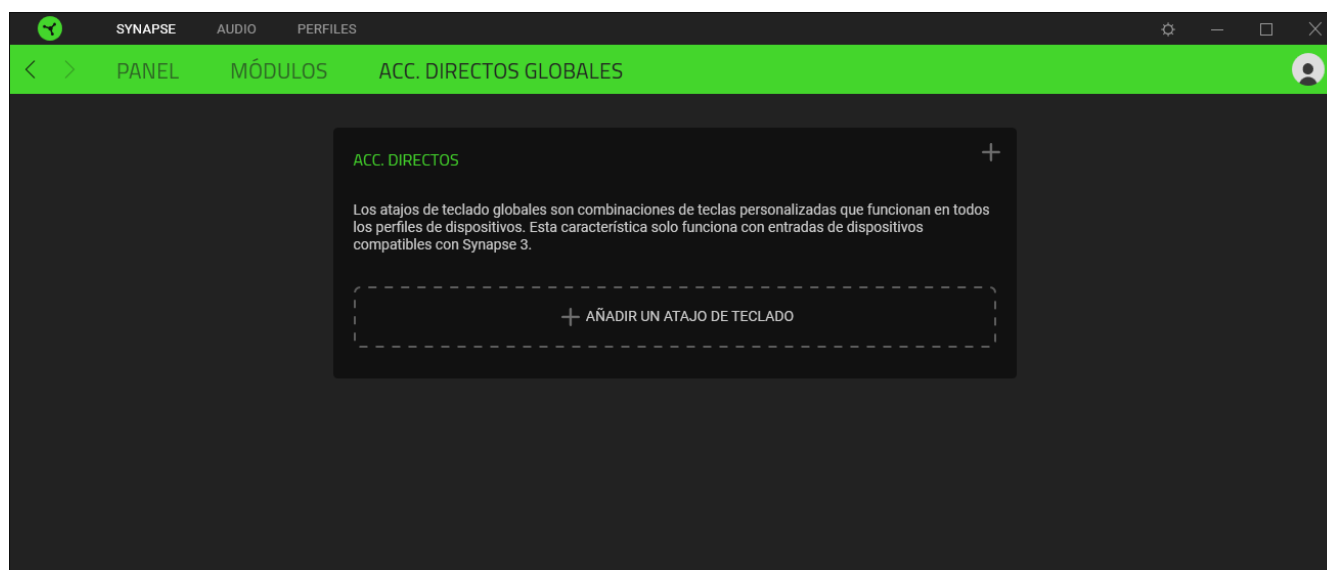 SYNAPSE AUDIO PERFILES
PANEL MÓDULOS ACC. DIRECTOS GLOBALES
ACC. DIRECTOS
Los atajos de teclado globales son combinaciones de teclas personalizadas que funcionan en todos
los perfiles de dispositivos. Esta característica solo funciona con entradas de dispositivos
compatibles con Synapse 3.
AÑADIR UN ATAJO DE TECLADO